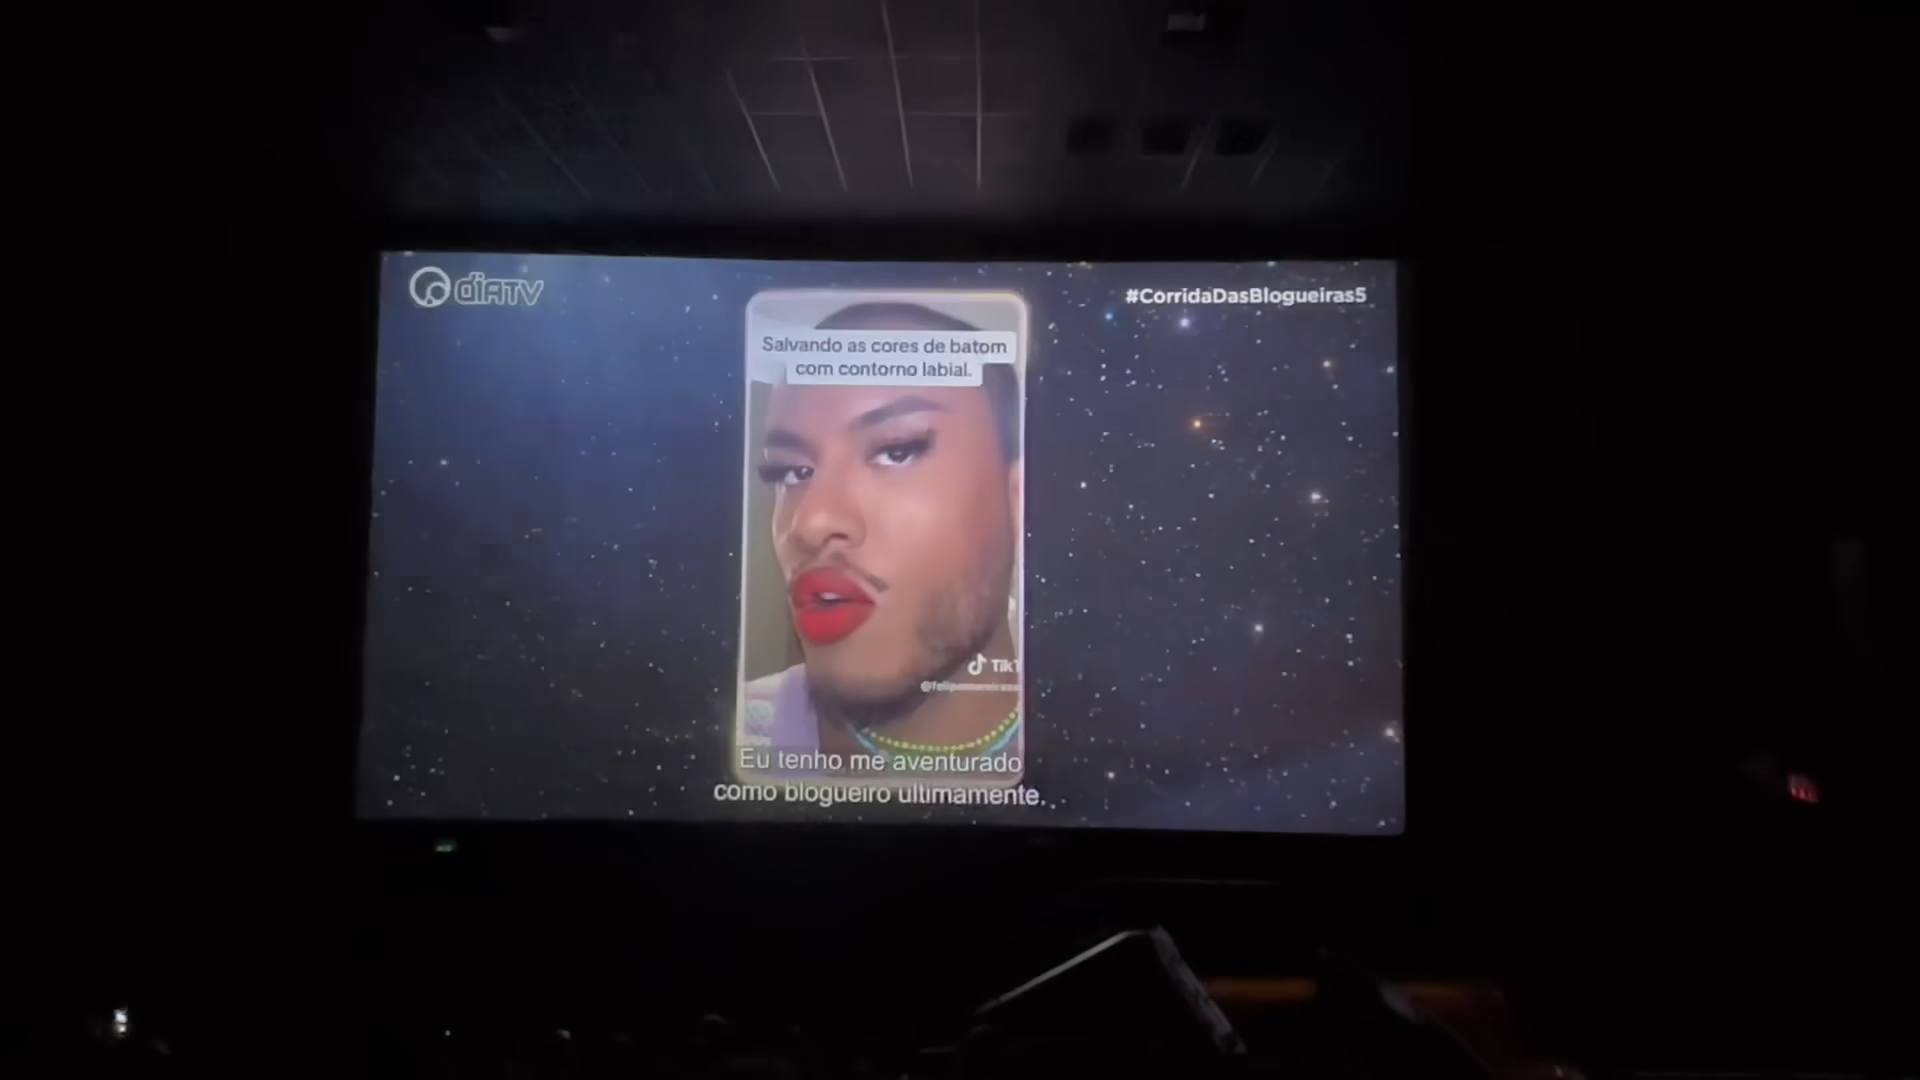 diaTV
#CorridaDasBlogueiras5
Salvando as cores de batom
com contorno labial.
TikT
Eu tenho me aventurado
como blogueiro ultimamente.